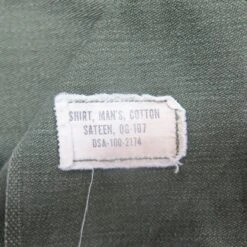 SHIRT, MAN'S, COTTON
SATEEN, OG-107
DSA-100-2174